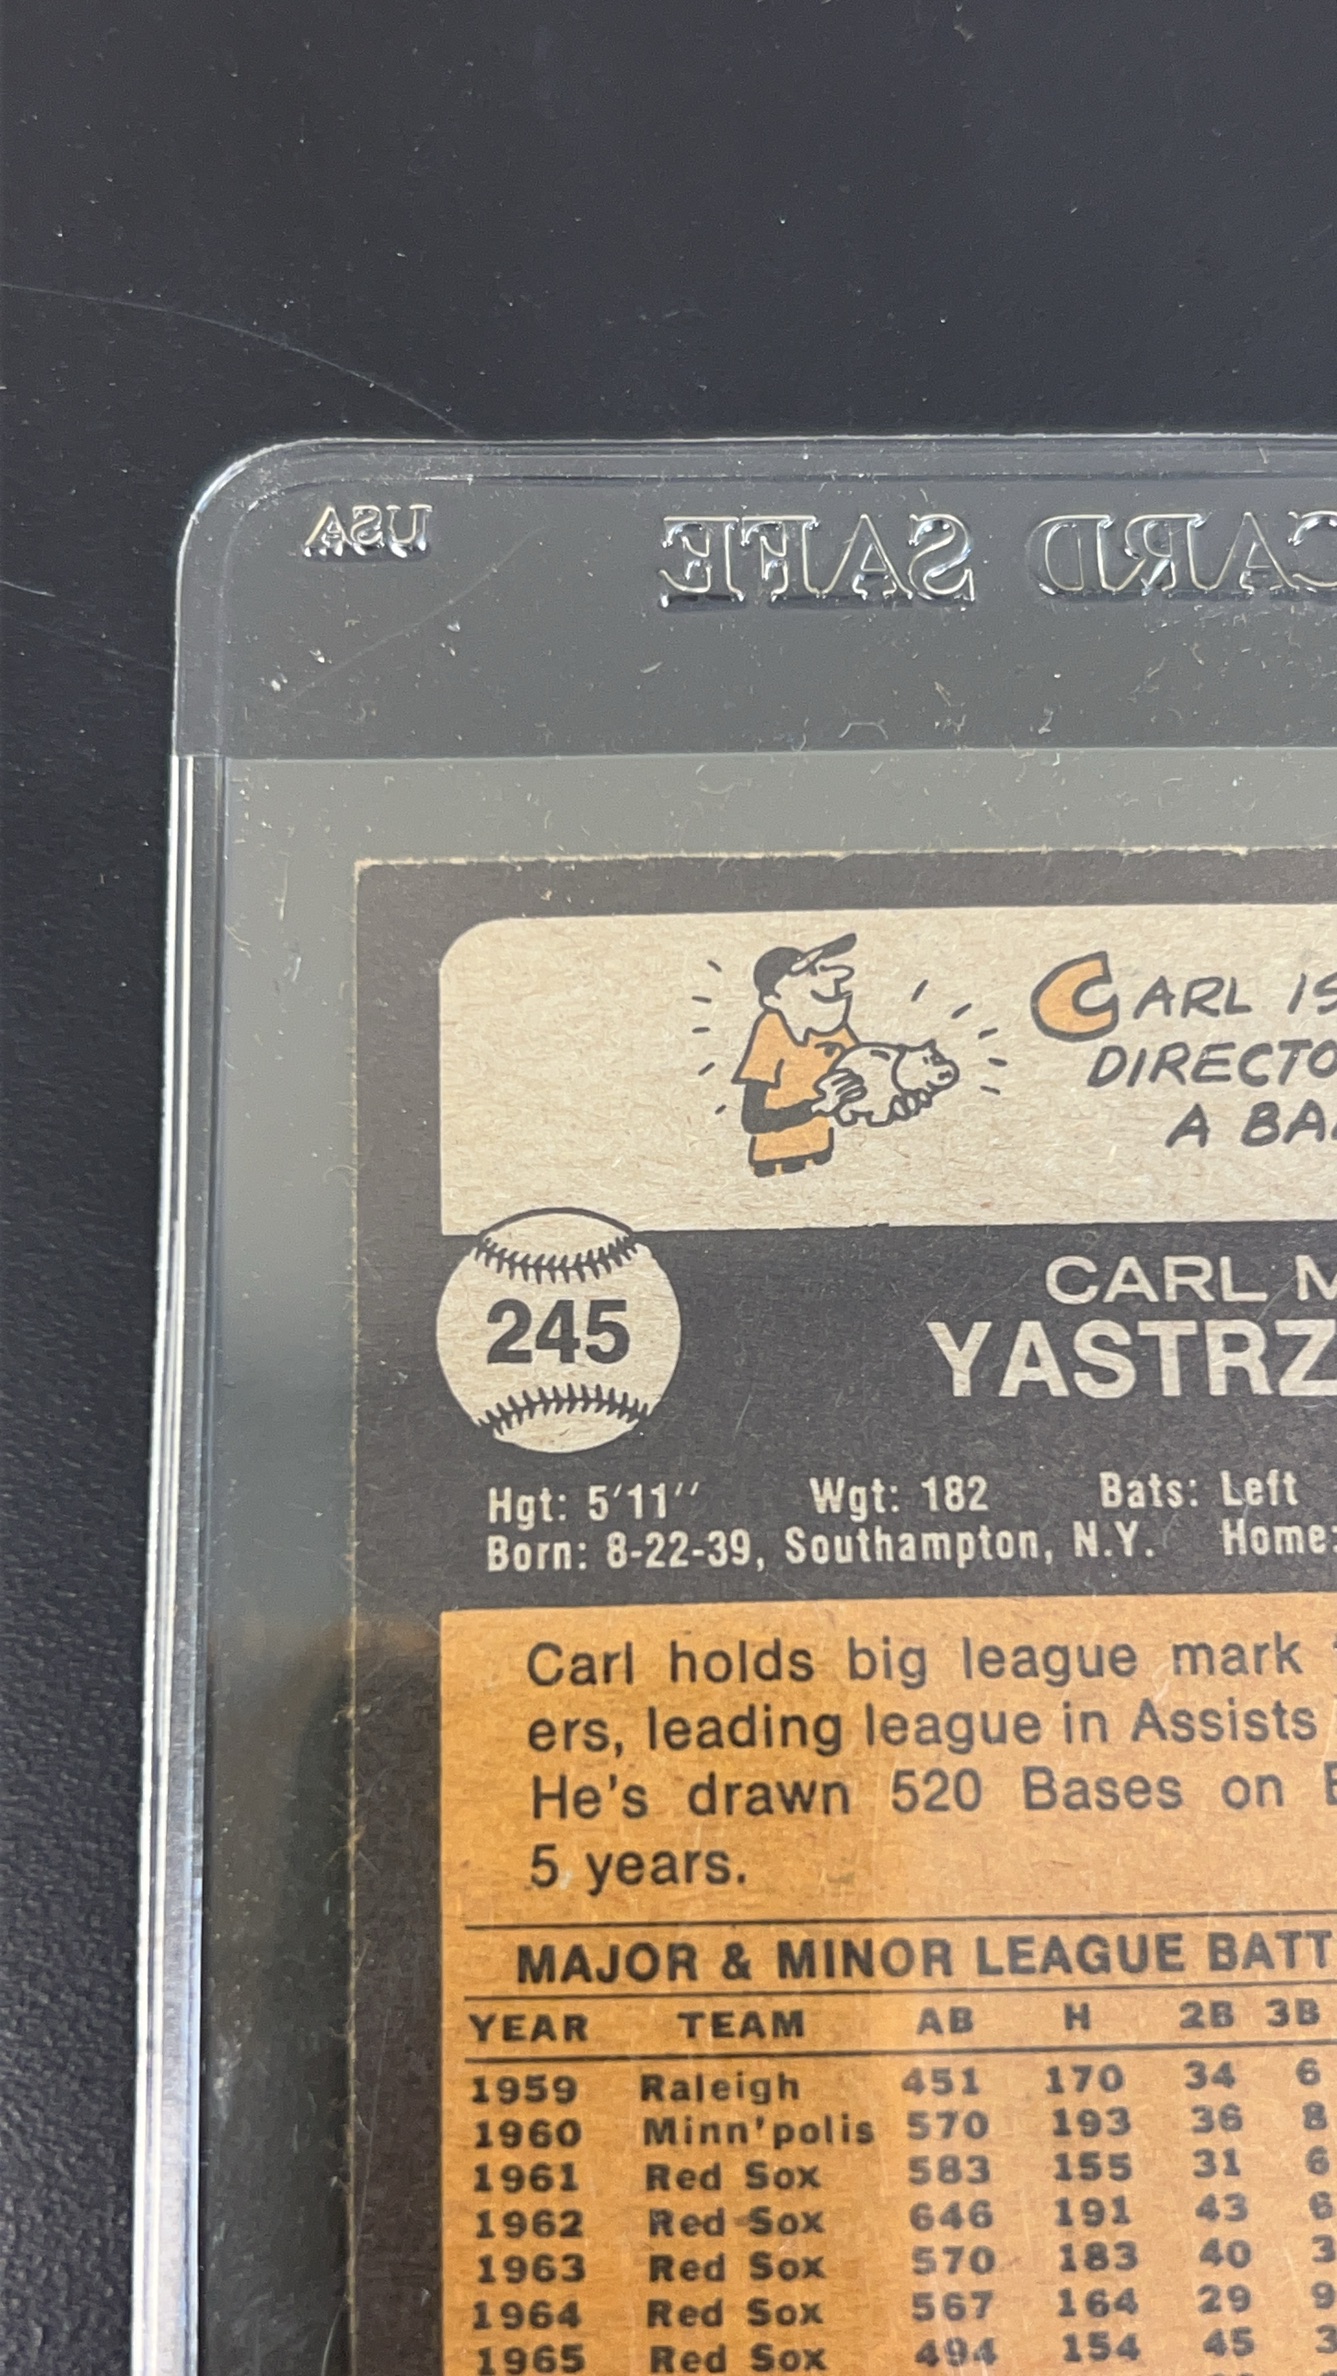 USA CARD SAFE
CARL IS
DIRECTO
A BA
245
CARL M
YASTRZ
Hgt: 5'11" Wgt: 182 Bats: Left
Born: 8-22-39, Southampton, N.Y. Home:
Carl holds big league mark
ers, leading league in Assists
He's drawn 520 Bases on B
5 years.
MAJOR & MINOR LEAGUE BATT
YEAR TEAM AB H 2B 3B
1959 Raleigh 451 170 34 6
1960 Minn'polis 570 193 36 8
1961 Red Sox 583 155 31 6
1962 Red Sox 646 191 43 6
1963 Red Sox 570 183 40 3
1964 Red Sox 567 164 29 9
1965 Red Sox 494 154 45 3